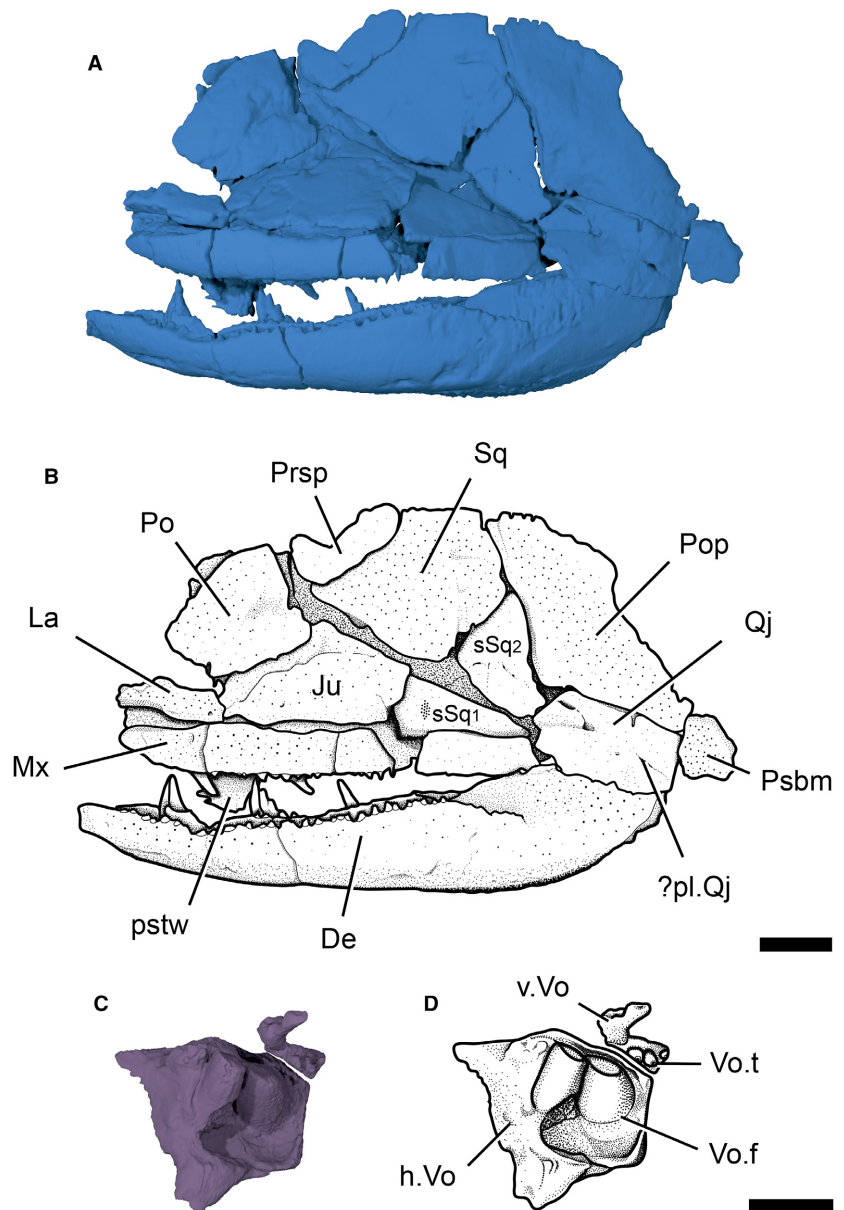 A
B
Prsp
Sq
Po
Pop
La
Qj
sSq2
Ju
sSq1
Mx
Psbm
?pl.Qj
pstw
De
C
D
v.Vo
Vo.t
Vo.f
h.Vo